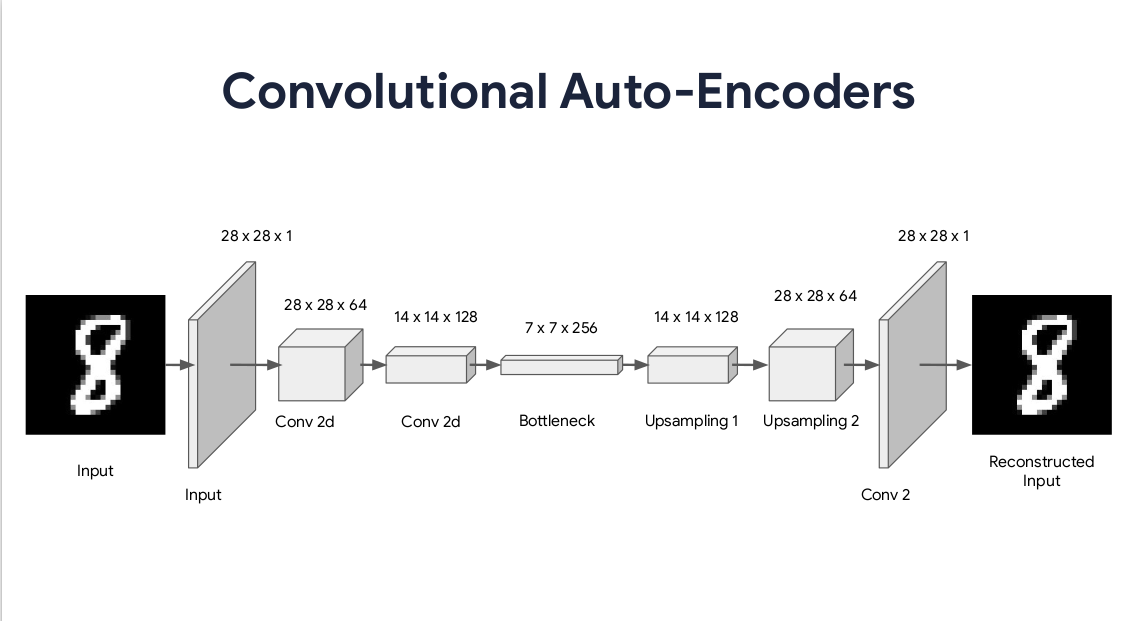 Convolutional Auto-Encoders
28 x 28 x 1
28 x 28 x 64
14 x 14 x 128
7 x 7 x 256
14 x 14 x 128
28 x 28 x 64
28 x 28 x 1
Input
Input
Conv 2d
Conv 2d
Bottleneck
Upsampling 1
Upsampling 2
Conv 2
Reconstructed
Input
8
8